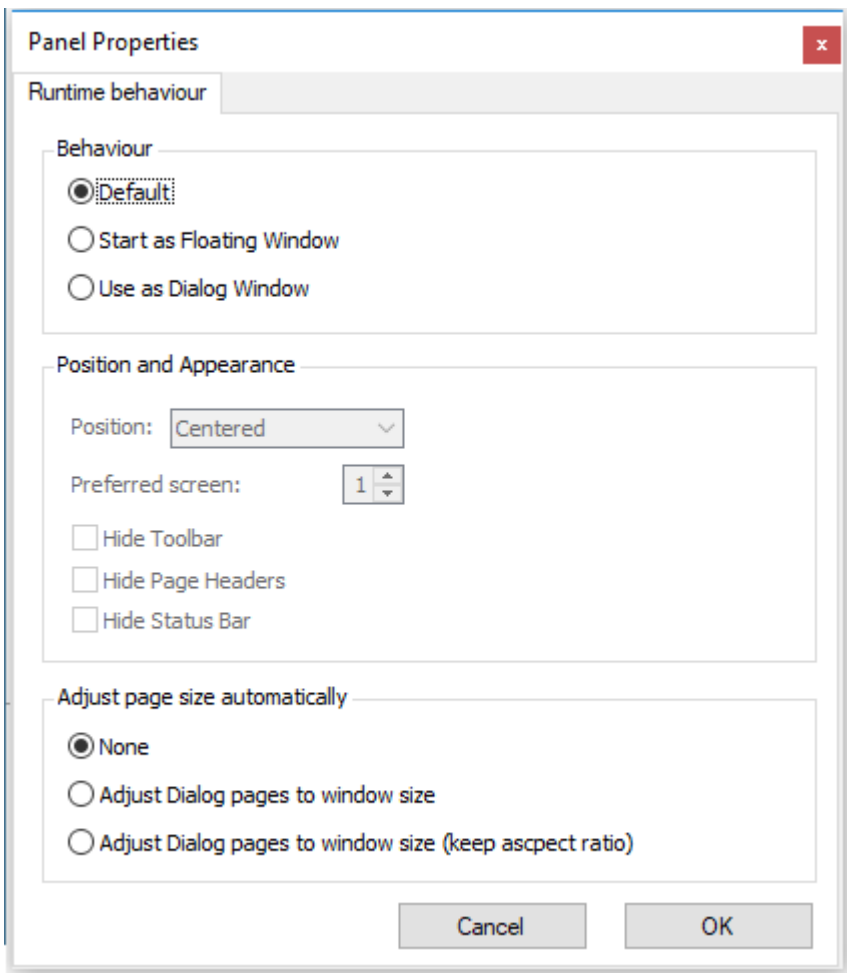 Panel Properties
x
Runtime behaviour
Behaviour
Default
Start as Floating Window
Use as Dialog Window
Position and Appearance
Position: Centered
Preferred screen: 1
Hide Toolbar
Hide Page Headers
Hide Status Bar
Adjust page size automatically
None
Adjust Dialog pages to window size
Adjust Dialog pages to window size (keep ascpect ratio)
Cancel OK